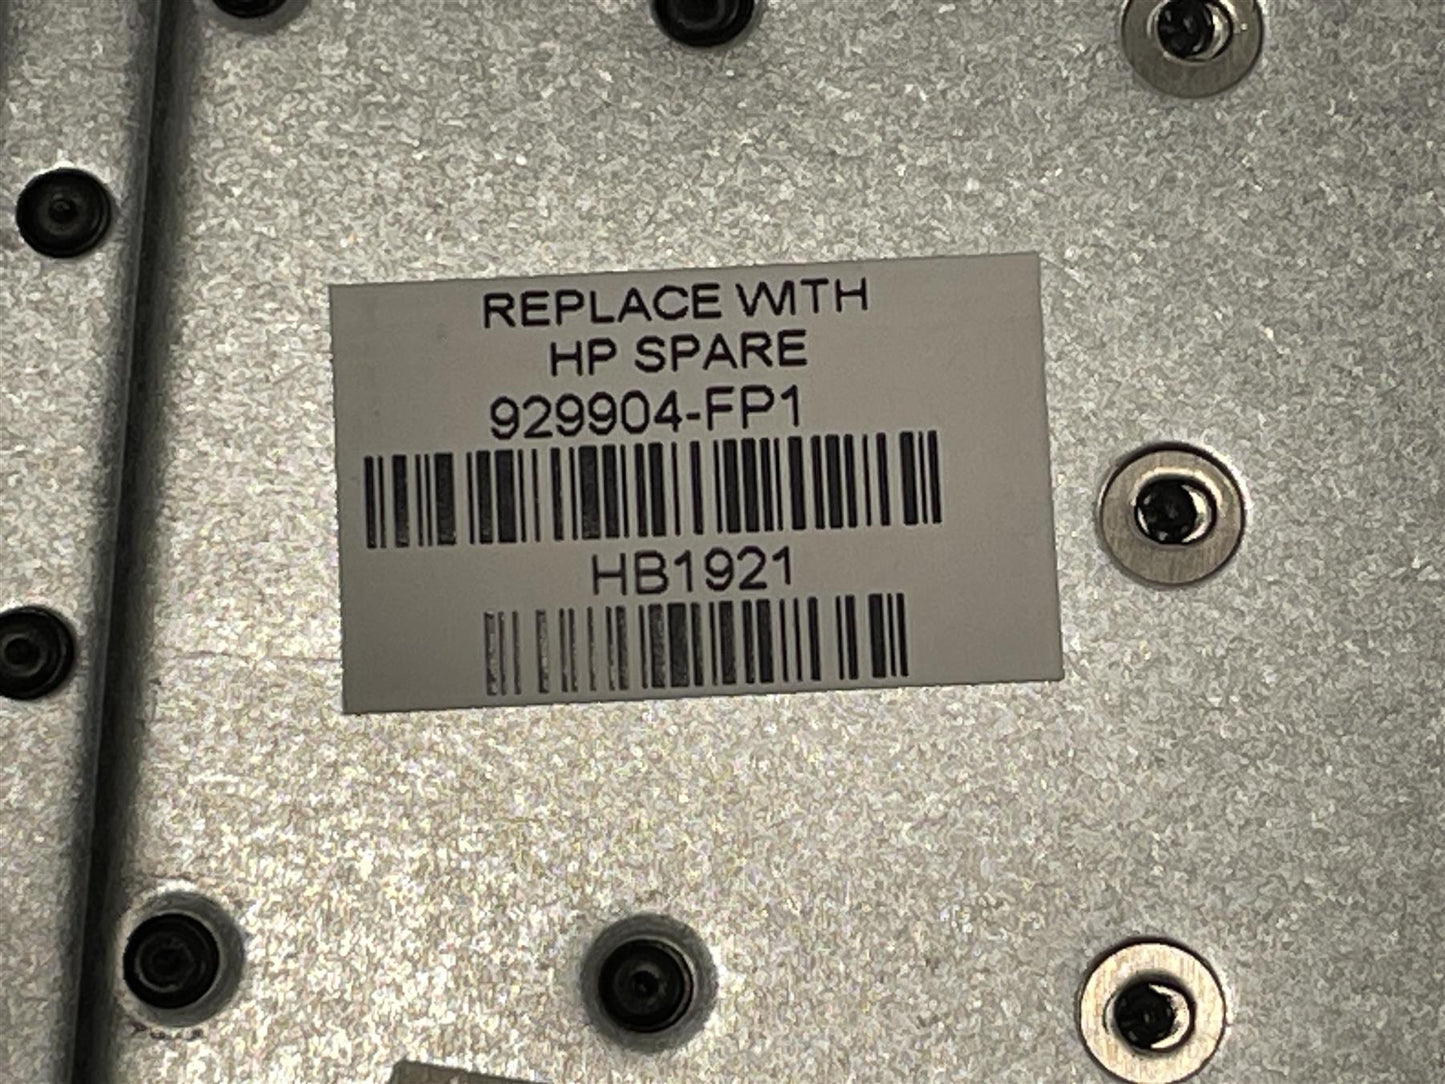 REPLACE WITH
HP SPARE
929904-FP1
HB1921